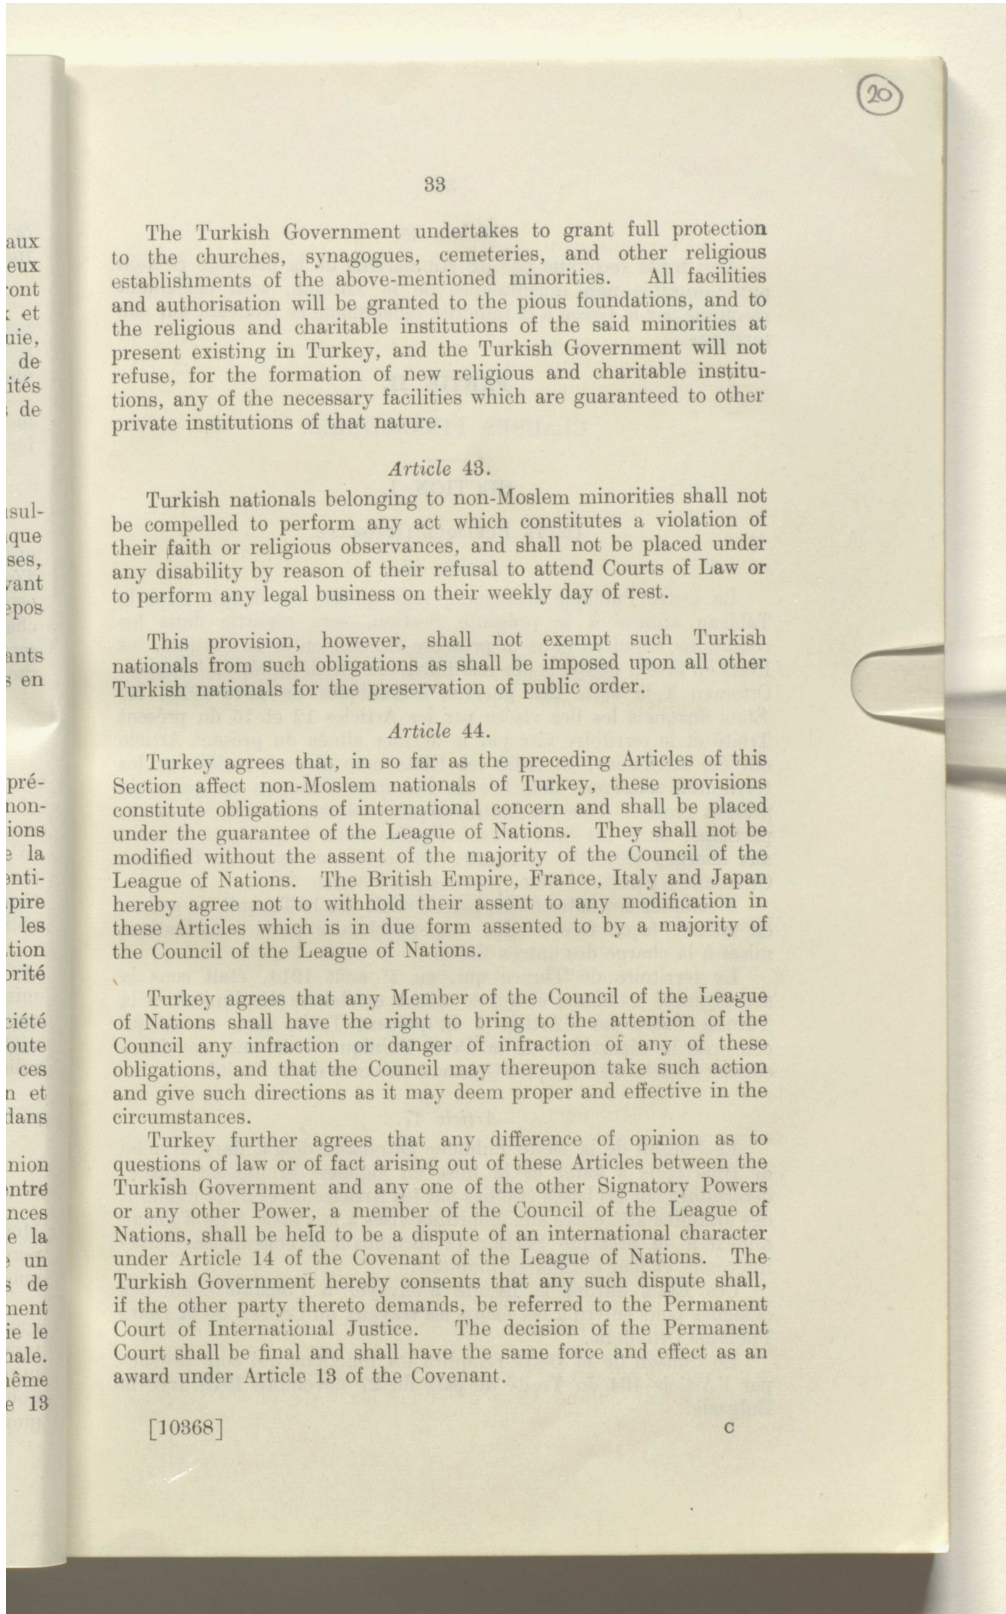 20
33
The Turkish Government undertakes to grant full protection
to the churches, synagogues, cemeteries, and other religious
establishments of the above-mentioned minorities. All facilities
and authorisation will be granted to the pious foundations, and to
the religious and charitable institutions of the said minorities at
present existing in Turkey, and the Turkish Government will not
refuse, for the formation of new religious and charitable institu-
tions, any of the necessary facilities which are guaranteed to other
private institutions of that nature.
Article 43.
Turkish nationals belonging to non-Moslem minorities shall not
be compelled to perform any act which constitutes a violation of
their faith or religious observances, and shall not be placed under
any disability by reason of their refusal to attend Courts of Law or
to perform any legal business on their weekly day of rest.
This provision, however, shall not exempt such Turkish
nationals from such obligations as shall be imposed upon all other
Turkish nationals for the preservation of public order.
Article 44.
Turkey agrees that, in so far as the preceding Articles of this
Section affect non-Moslem nationals of Turkey, these provisions
constitute obligations of international concern and shall be placed
under the guarantee of the League of Nations. They shall not be
modified without the assent of the majority of the Council of the
League of Nations. The British Empire, France, Italy and Japan
hereby agree not to withhold their assent to any modification in
these Articles which is in due form assented to by a majority of
the Council of the League of Nations.
Turkey agrees that any Member of the Council of the League
of Nations shall have the right to bring to the attention of the
Council any infraction or danger of infraction of any of these
obligations, and that the Council may thereupon take such action
and give such directions as it may deem proper and effective in the
circumstances.
Turkey further agrees that any difference of opinion as to
questions of law or of fact arising out of these Articles between the
Turkish Government and any one of the other Signatory Powers
or any other Power, a member of the Council of the League of
Nations, shall be held to be a dispute of an international character
under Article 14 of the Covenant of the League of Nations. The
Turkish Government hereby consents that any such dispute shall,
if the other party thereto demands, be referred to the Permanent
Court of International Justice. The decision of the Permanent
Court shall be final and shall have the same force and effect as an
award under Article 13 of the Covenant.
[10368] C